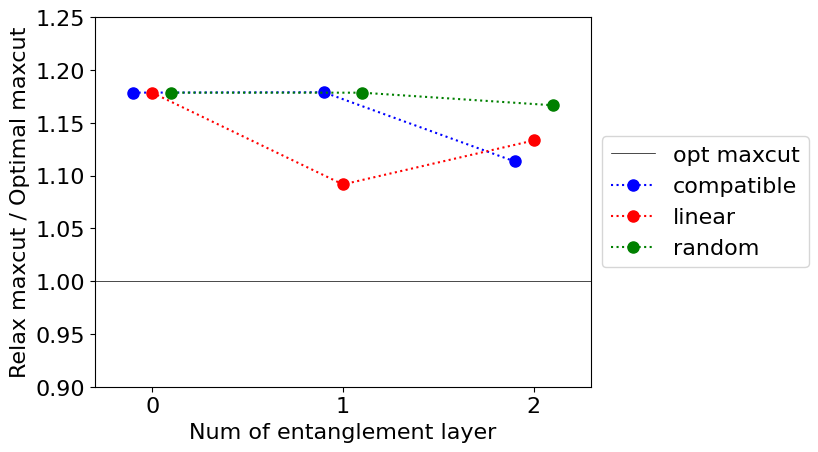 Relax maxcut / Optimal maxcut
1.25
1.20
1.15
1.10
1.05
1.00
0.95
0.90
0
1
2
Num of entanglement layer
opt maxcut
compatible
linear
random